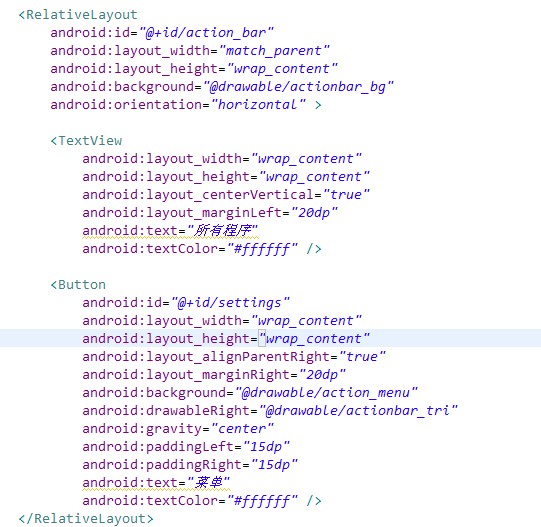 <RelativeLayout
android:id="@+id/action_bar"
android:layout_width="match_parent"
android:layout_height="wrap_content"
android:background="@drawable/actionbar_bg"
android:orientation="horizontal" >
<TextView
android:layout_width="wrap_content"
android:layout_height="wrap_content"
android:layout_centerVertical="true"
android:layout_marginLeft="20dp"
android:text="所有程序"
android:textColor="#ffffff" />
<Button
android:id="@+id/settings"
android:layout_width="wrap_content"
android:layout_height="wrap_content"
android:layout_alignParentRight="true"
android:layout_marginRight="20dp"
android:background="@drawable/action_menu"
android:drawableRight="@drawable/actionbar_tri"
android:gravity="center"
android:paddingLeft="15dp"
android:paddingRight="15dp"
android:text="菜单"
android:textColor="#ffffff" />
</RelativeLayout>